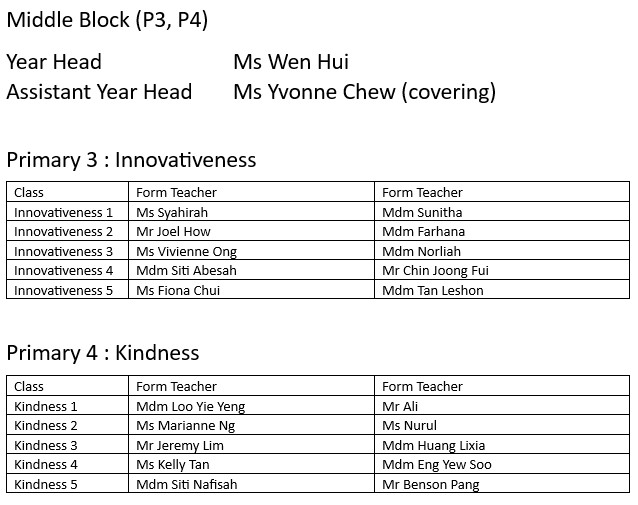 Middle Block (P3, P4)
Year Head Ms Wen Hui
Assistant Year Head Ms Yvonne Chew (covering)
Primary 3 : Innovativeness
Class Form Teacher Form Teacher
Innovativeness 1 Ms Syahirah Mdm Sunitha
Innovativeness 2 Mr Joel How Mdm Farhana
Innovativeness 3 Ms Vivienne Ong Mdm Norliah
Innovativeness 4 Mdm Siti Abesah Mr Chin Joong Fui
Innovativeness 5 Ms Fiona Chui Mdm Tan Leshon
Primary 4 : Kindness
Class Form Teacher Form Teacher
Kindness 1 Mdm Loo Yie Yeng Mr Ali
Kindness 2 Ms Marianne Ng Ms Nurul
Kindness 3 Mr Jeremy Lim Mdm Huang Lixia
Kindness 4 Ms Kelly Tan Mdm Eng Yew Soo
Kindness 5 Mdm Siti Nafisah Mr Benson Pang